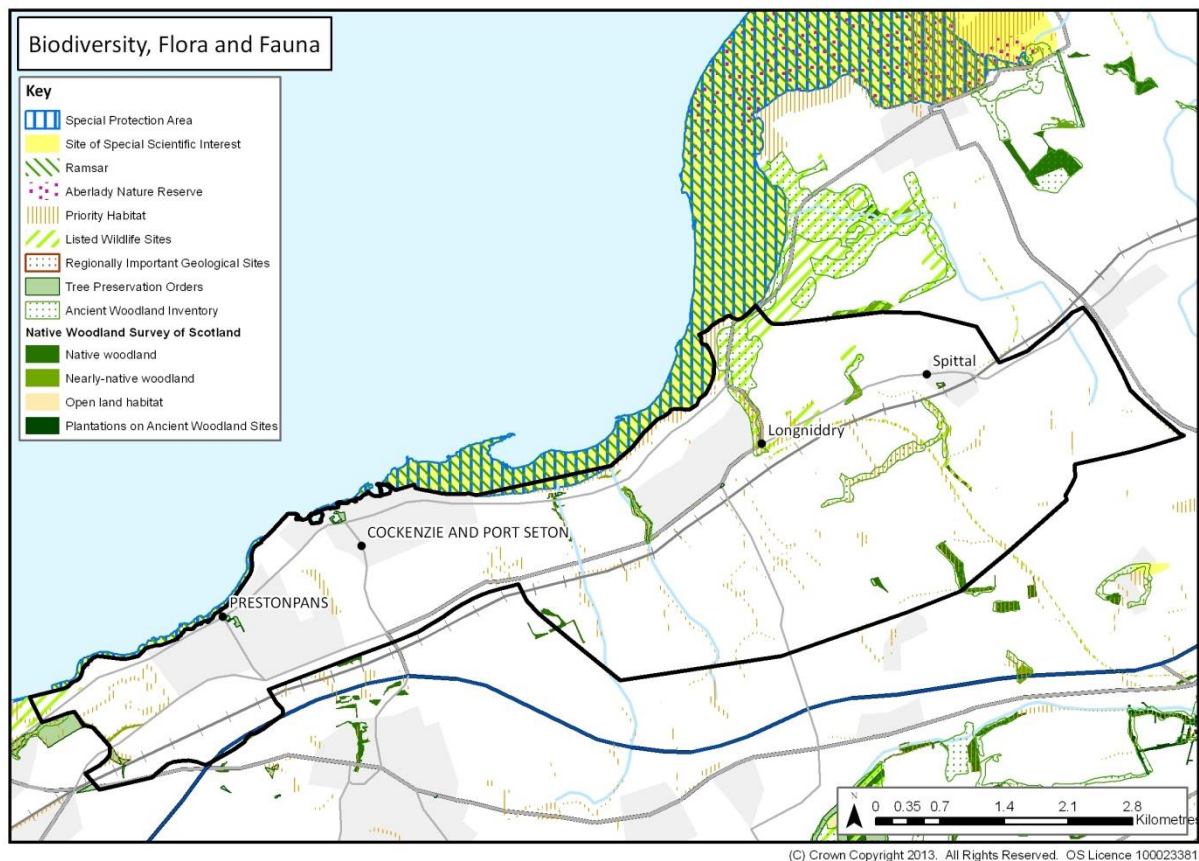 Biodiversity, Flora and Fauna
Key
Special Protection Area
Site of Special Scientific Interest
Ramsar
Aberlady Nature Reserve
Priority Habitat
Listed Wildlife Sites
Regionally Important Geological Sites
Tree Preservation Orders
Ancient Woodland Inventory
Native Woodland Survey of Scotland
Native woodland
Nearly-native woodland
Open land habitat
Plantations on Ancient Woodland Sites
Spittal
Longniddry
COCKENZIE AND PORT SETON
PRESTONPANS
N
0 0.35 0.7 1.4 2.1 2.8
Kilometres
(C) Crown Copyright 2013. All Rights Reserved. OS Licence 100023381